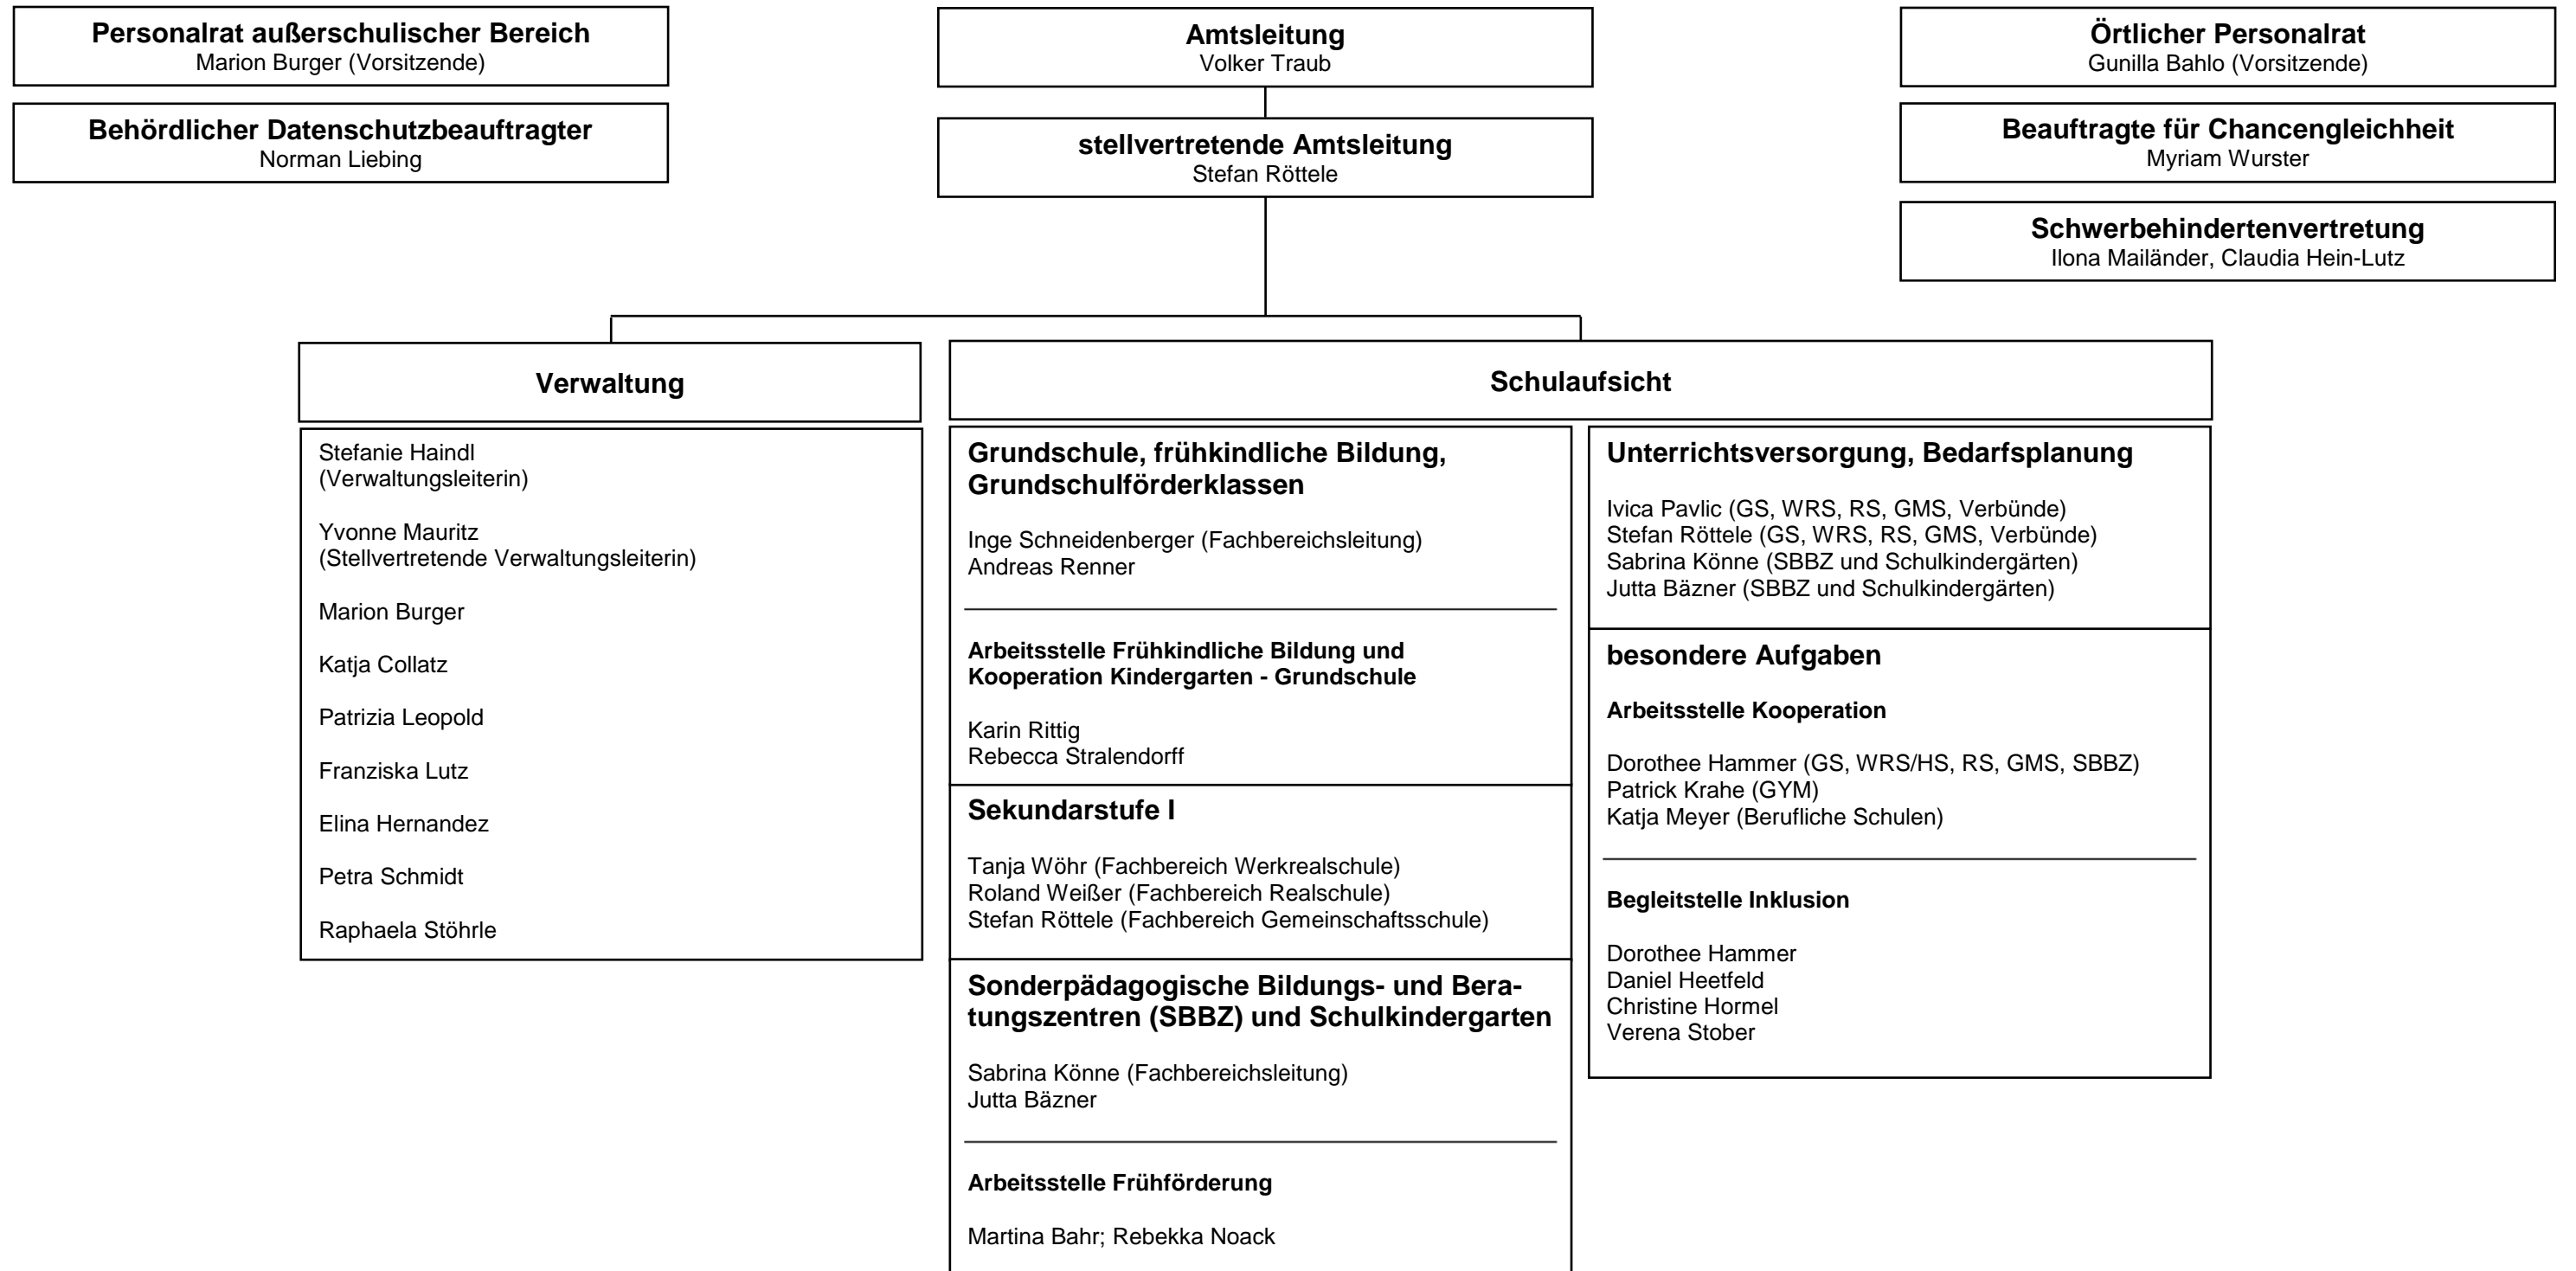 Personalrat außerschulischer Bereich
Marion Burger (Vorsitzende)
Behördlicher Datenschutzbeauftragter
Norman Liebing
Amtsleitung
Volker Traub
stellvertretende Amtsleitung
Stefan Röttele
Örtlicher Personalrat
Gunilla Bahlo (Vorsitzende)
Beauftragte für Chancengleichheit
Myriam Wurster
Schwerbehindertenvertretung
Ilona Mailänder, Claudia Hein-Lutz
Verwaltung
Stefanie Haindl
(Verwaltungsleiterin)
Yvonne Mauritz
(Stellvertretende Verwaltungsleiterin)
Marion Burger
Katja Collatz
Patrizia Leopold
Franziska Lutz
Elina Hernandez
Petra Schmidt
Raphaela Stöhrle
Schulaufsicht
Grundschule, frühkindliche Bildung,
Grundschulförderklassen
Inge Schneidenberger (Fachbereichsleitung)
Andreas Renner
Arbeitsstelle Frühkindliche Bildung und
Kooperation Kindergarten - Grundschule
Karin Rittig
Rebecca Stralendorff
Sekundarstufe I
Tanja Wöhr (Fachbereich Werkrealschule)
Roland Weißer (Fachbereich Realschule)
Stefan Röttele (Fachbereich Gemeinschaftsschule)
Sonderpädagogische Bildungs- und Bera-
tungszentren (SBBZ) und Schulkindergarten
Sabrina Könne (Fachbereichsleitung)
Jutta Bäzner
Arbeitsstelle Frühförderung
Martina Bahr; Rebekka Noack
Unterrichtsversorgung, Bedarfsplanung
Ivica Pavlic (GS, WRS, RS, GMS, Verbünde)
Stefan Röttele (GS, WRS, RS, GMS, Verbünde)
Sabrina Könne (SBBZ und Schulkindergärten)
Jutta Bäzner (SBBZ und Schulkindergärten)
besondere Aufgaben
Arbeitsstelle Kooperation
Dorothee Hammer (GS, WRS/HS, RS, GMS, SBBZ)
Patrick Krahe (GYM)
Katja Meyer (Berufliche Schulen)
Begleitstelle Inklusion
Dorothee Hammer
Daniel Heetfeld
Christine Hormel
Verena Stober